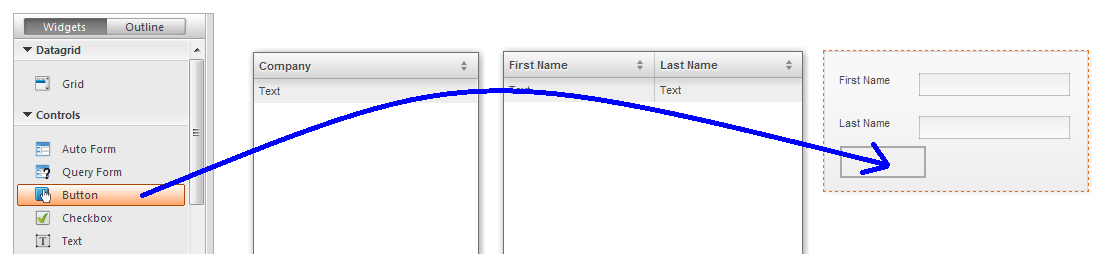 Widgets Outline
Datagrid
Grid
Controls
Auto Form
Query Form
Button
Checkbox
Text
Company
Text
First Name Last Name
Text Text
First Name
Last Name